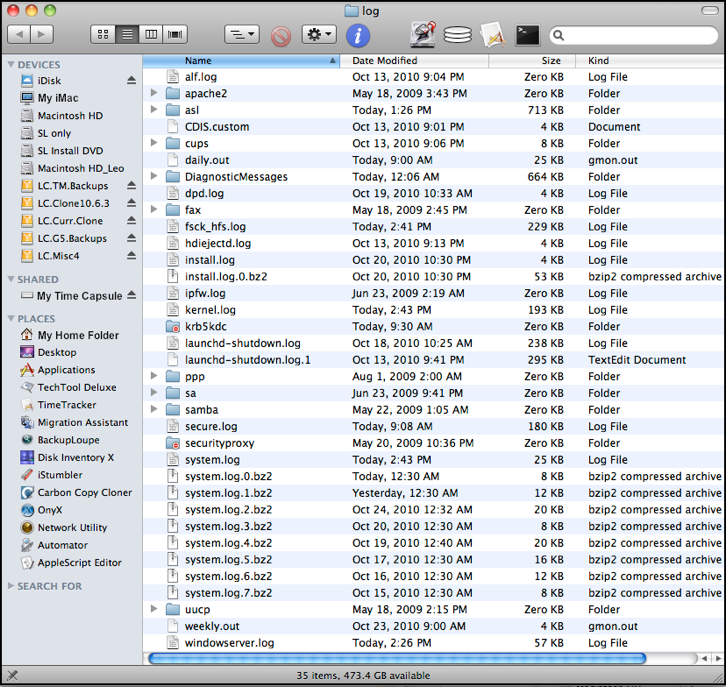 log
Name Date Modified Size Kind
DEVICES
iDisk
My iMac
Macintosh HD
SL only
SL Install DVD
Macintosh HD_Leo
LC.TM.Backups
LC.Clone10.6.3
LC.Curr.Clone
LC.G5.Backups
LC.Misc4
SHARED
My Time Capsule
PLACES
My Home Folder
Desktop
Applications
TechTool Deluxe
TimeTracker
Migration Assistant
BackupLoupe
Disk Inventory X
iStumbler
Carbon Copy Cloner
OnyX
Network Utility
Automator
AppleScript Editor
SEARCH FOR
alf.log Oct 13, 2010 9:04 PM Zero KB Log File
apache2 May 18, 2009 3:43 PM Zero KB Folder
asl Today, 1:26 PM 713 KB Folder
CDIS.custom Oct 13, 2010 9:01 PM 4 KB Document
cups Oct 13, 2010 9:06 PM 8 KB Folder
daily.out Today, 9:00 AM 25 KB gmon.out
DiagnosticMessages Today, 12:06 AM 664 KB Folder
dpd.log Oct 19, 2010 10:33 AM 4 KB Log File
fax May 18, 2009 2:45 PM Zero KB Folder
fsck_hfs.log Today, 2:41 PM 229 KB Log File
hdiejectd.log Oct 13, 2010 9:13 PM 4 KB Log File
install.log Oct 20, 2010 10:30 PM 4 KB Log File
install.log.0.bz2 Oct 20, 2010 10:30 PM 53 KB bzip2 compressed archive
ipfw.log Jun 23, 2009 2:19 AM Zero KB Log File
kernel.log Today, 2:43 PM 193 KB Log File
krb5kdc Today, 9:30 AM Zero KB Folder
launchd-shutdown.log Oct 18, 2010 10:25 AM 238 KB Log File
launchd-shutdown.log.1 Oct 13, 2010 9:41 PM 295 KB TextEdit Document
ppp Aug 1, 2009 2:00 AM Zero KB Folder
sa Jun 23, 2009 9:41 PM Zero KB Folder
samba May 22, 2009 1:05 AM Zero KB Folder
secure.log Today, 9:08 AM 180 KB Log File
securityproxy May 20, 2009 10:36 PM Zero KB Folder
system.log Today, 2:43 PM 25 KB Log File
system.log.0.bz2 Today, 12:30 AM 8 KB bzip2 compressed archive
system.log.1.bz2 Yesterday, 12:30 AM 12 KB bzip2 compressed archive
system.log.2.bz2 Oct 24, 2010 12:32 AM 20 KB bzip2 compressed archive
system.log.3.bz2 Oct 20, 2010 12:30 AM 8 KB bzip2 compressed archive
system.log.4.bz2 Oct 19, 2010 12:40 AM 20 KB bzip2 compressed archive
system.log.5.bz2 Oct 17, 2010 12:30 AM 16 KB bzip2 compressed archive
system.log.6.bz2 Oct 16, 2010 12:30 AM 12 KB bzip2 compressed archive
system.log.7.bz2 Oct 15, 2010 12:30 AM 8 KB bzip2 compressed archive
uucp May 18, 2009 2:15 PM Zero KB Folder
weekly.out Oct 23, 2010 9:00 AM 4 KB gmon.out
windowserver.log Today, 2:26 PM 57 KB Log File
35 items, 473.4 GB available